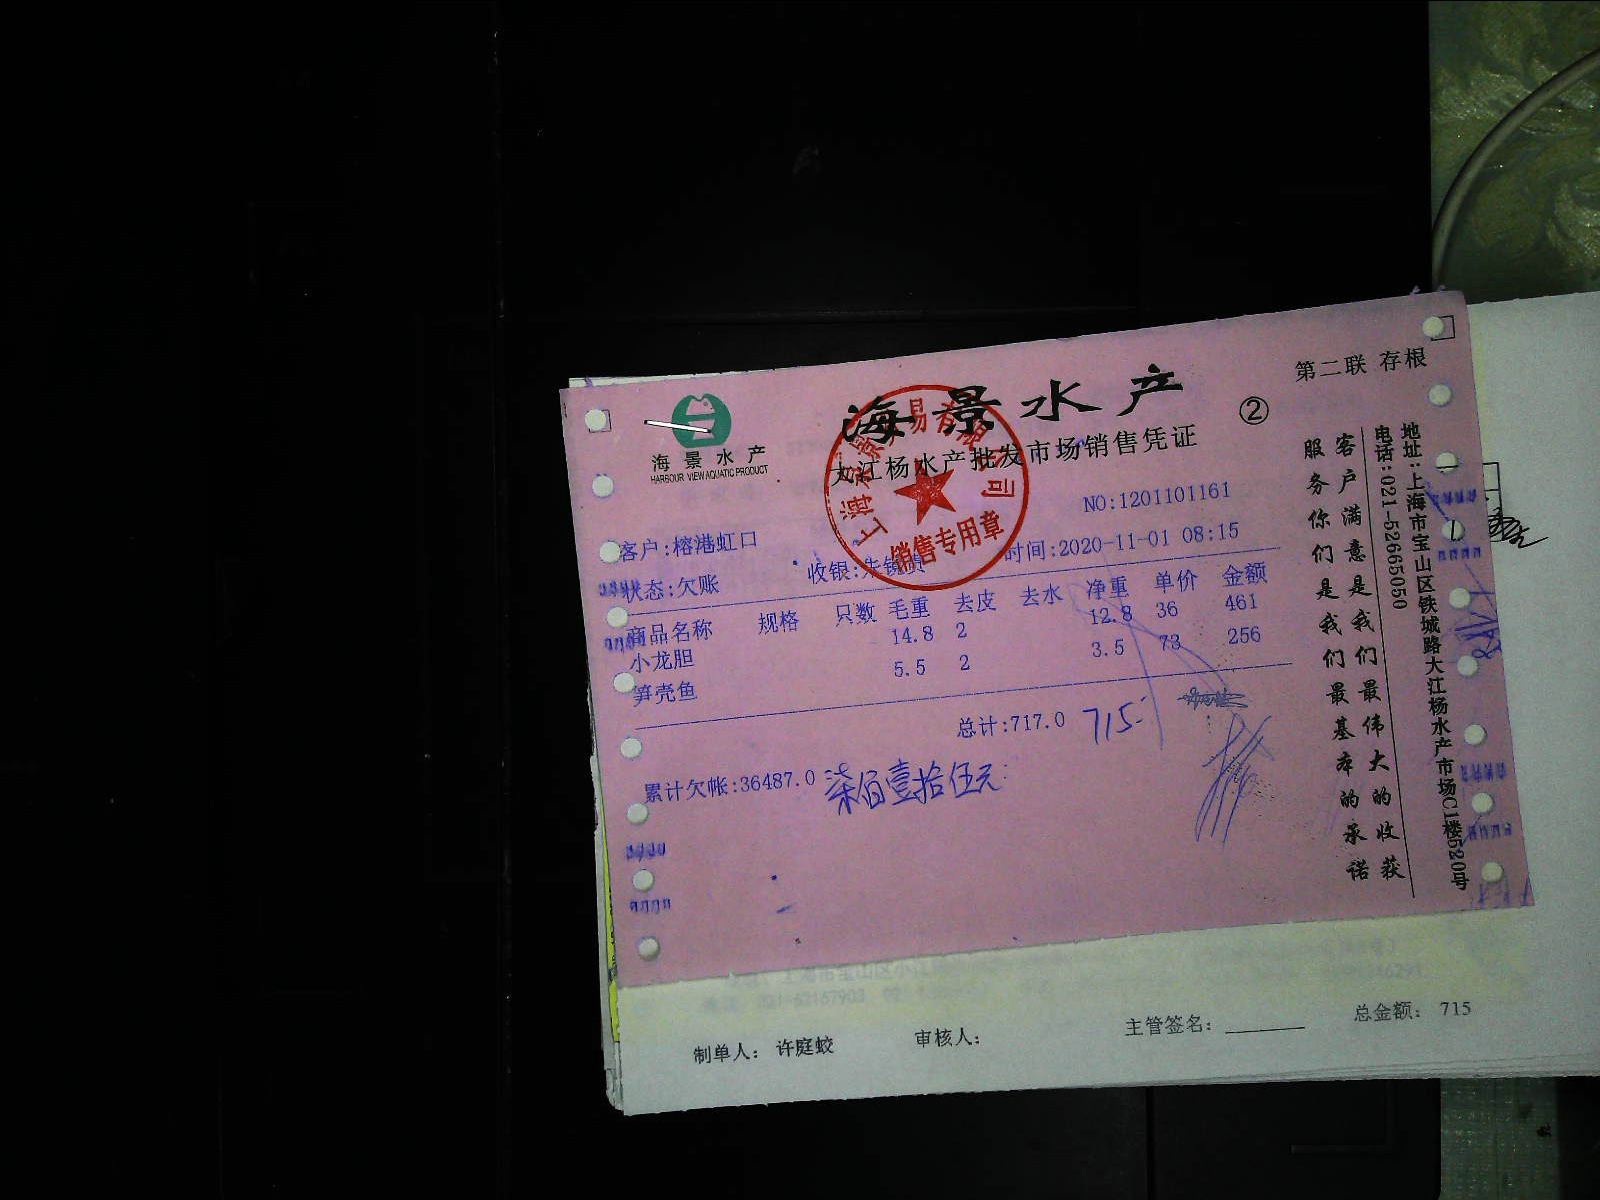 第二联 存根
海景水产
②
海景水产
HARBOUR VIEW AQUATIC PRODUCT
大江杨水产批发市场销售凭证
NO:1201101161
客户:榕港虹口
状态:欠账
收银:朱
时间:2020-11-01 08:15
商品名称 规格 只数 毛重 去皮 去水 净重 单价 金额
小龙胆 14.8 2 12.8 36 461
笋壳鱼 5.5 2 3.5 73 256
总计:717.0 715-
累计欠帐:36487.0 柒佰壹拾伍元
销售专用章
客户满意是我们最伟大的收获
服务你们是我们最基本的承诺
地址:上海市宝山区铁城路大江杨水产市场C1楼520号
电话:021-52665050
制单人: 许庭蛟 审核人: 主管签名: 总金额: 715